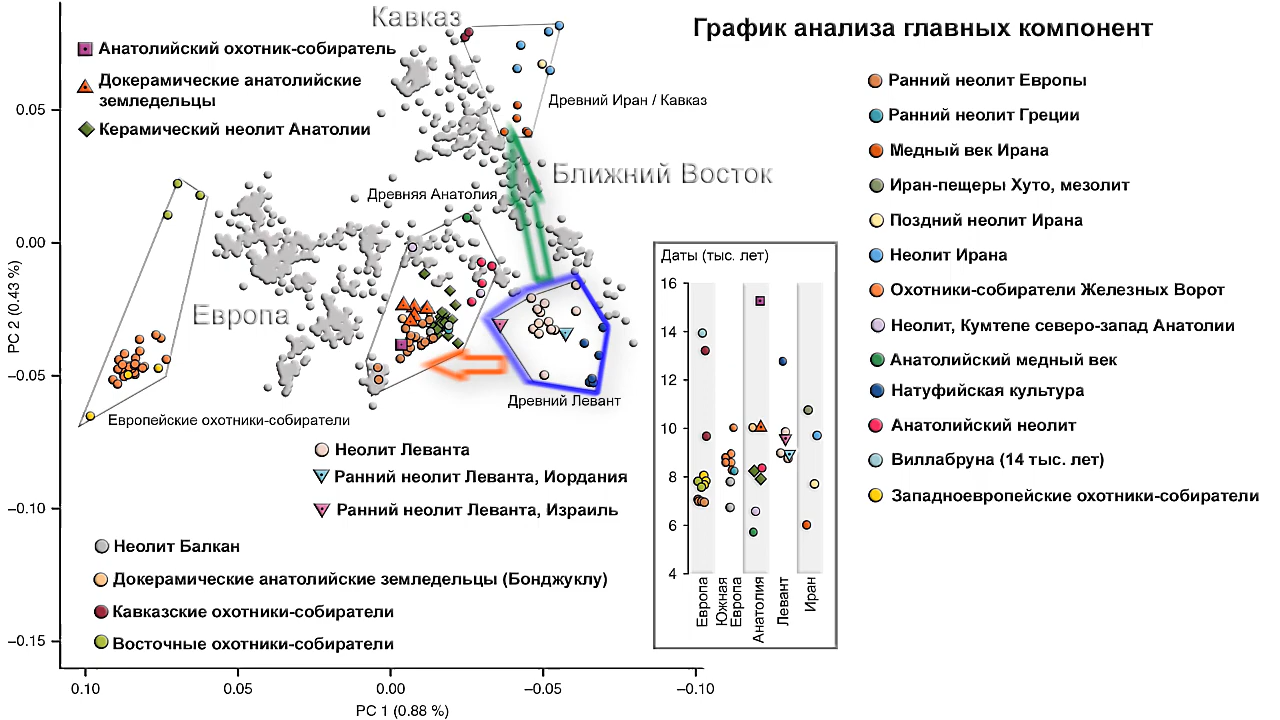 График анализа главных компонент
Кавказ
Анатолийский охотник-собиратель
Докерамические анатолийские
земледельцы
Керамический неолит Анатолии
Древний Иран / Кавказ
Ближний Восток
Древняя Анатолия
Европа
Древний Левант
Европейские охотники-собиратели
Неолит Леванта
Ранний неолит Леванта, Иордания
Ранний неолит Леванта, Израиль
Неолит Балкан
Докерамические анатолийские земледельцы (Бонджуклу)
Кавказские охотники-собиратели
Восточные охотники-собиратели
0.05
0.00
−0.05
−0.10
−0.15
PC 2 (0.43 %)
0.10
0.05
0.00
−0.05
−0.10
PC 1 (0.88 %)
Даты (тыс. лет)
16
14
12
10
8
6
4
Европа
Южная
Европа
Анатолия
Левант
Иран
Ранний неолит Европы
Ранний неолит Греции
Медный век Ирана
Иран-пещеры Хуто, мезолит
Поздний неолит Ирана
Неолит Ирана
Охотники-собиратели Железных Ворот
Неолит, Кумтепе северо-запад Анатолии
Анатолийский медный век
Натуфийская культура
Анатолийский неолит
Виллабруна (14 тыс. лет)
Западноевропейские охотники-собиратели